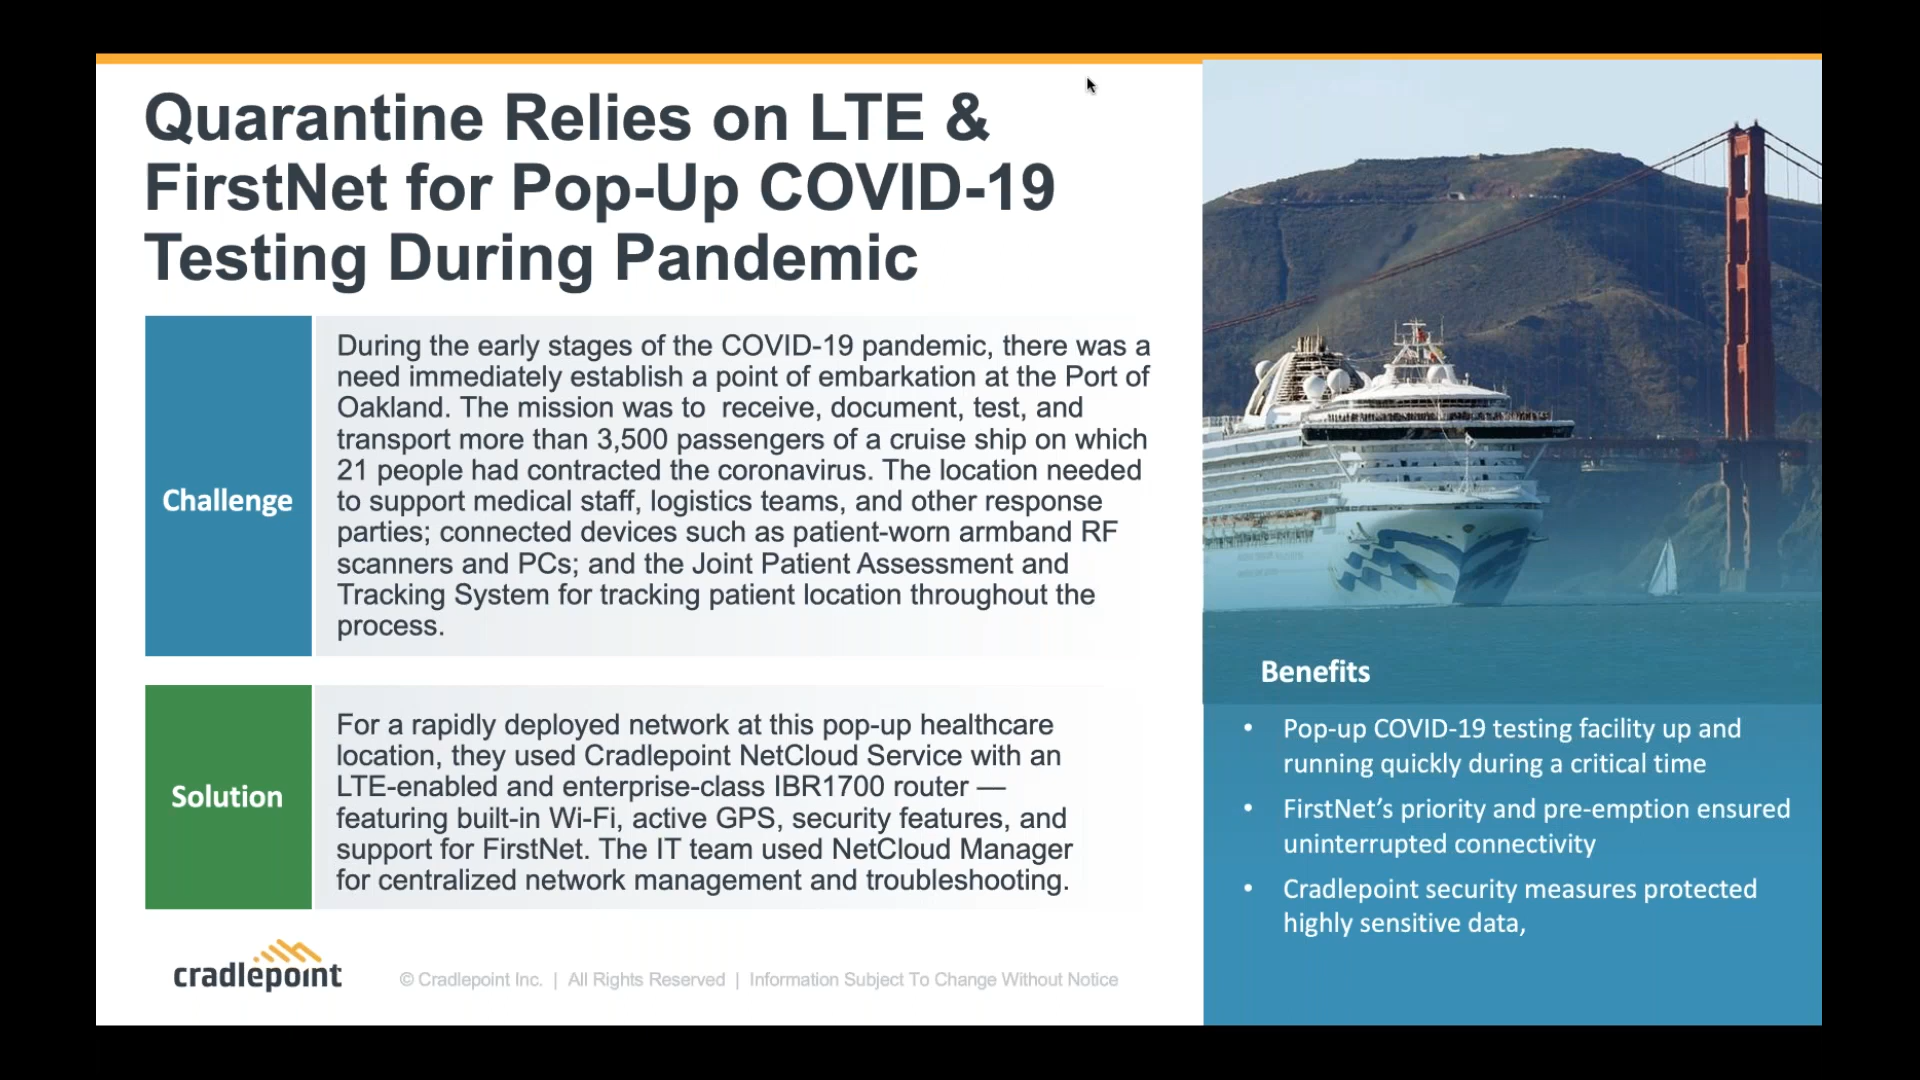 Quarantine Relies on LTE &
FirstNet for Pop-Up COVID-19
Testing During Pandemic
Challenge
During the early stages of the COVID-19 pandemic, there was a
need immediately establish a point of embarkation at the Port of
Oakland. The mission was to  receive, document, test, and
transport more than 3,500 passengers of a cruise ship on which
21 people had contracted the coronavirus. The location needed
to support medical staff, logistics teams, and other response
parties; connected devices such as patient-worn armband RF
scanners and PCs; and the Joint Patient Assessment and
Tracking System for tracking patient location throughout the
process.
Solution
For a rapidly deployed network at this pop-up healthcare
location, they used Cradlepoint NetCloud Service with an
LTE-enabled and enterprise-class IBR1700 router —
featuring built-in Wi-Fi, active GPS, security features, and
support for FirstNet. The IT team used NetCloud Manager
for centralized network management and troubleshooting.
Benefits
• Pop-up COVID-19 testing facility up and
running quickly during a critical time
• FirstNet’s priority and pre-emption ensured
uninterrupted connectivity
• Cradlepoint security measures protected
highly sensitive data,
cradlepoint
© Cradlepoint Inc. | All Rights Reserved | Information Subject To Change Without Notice